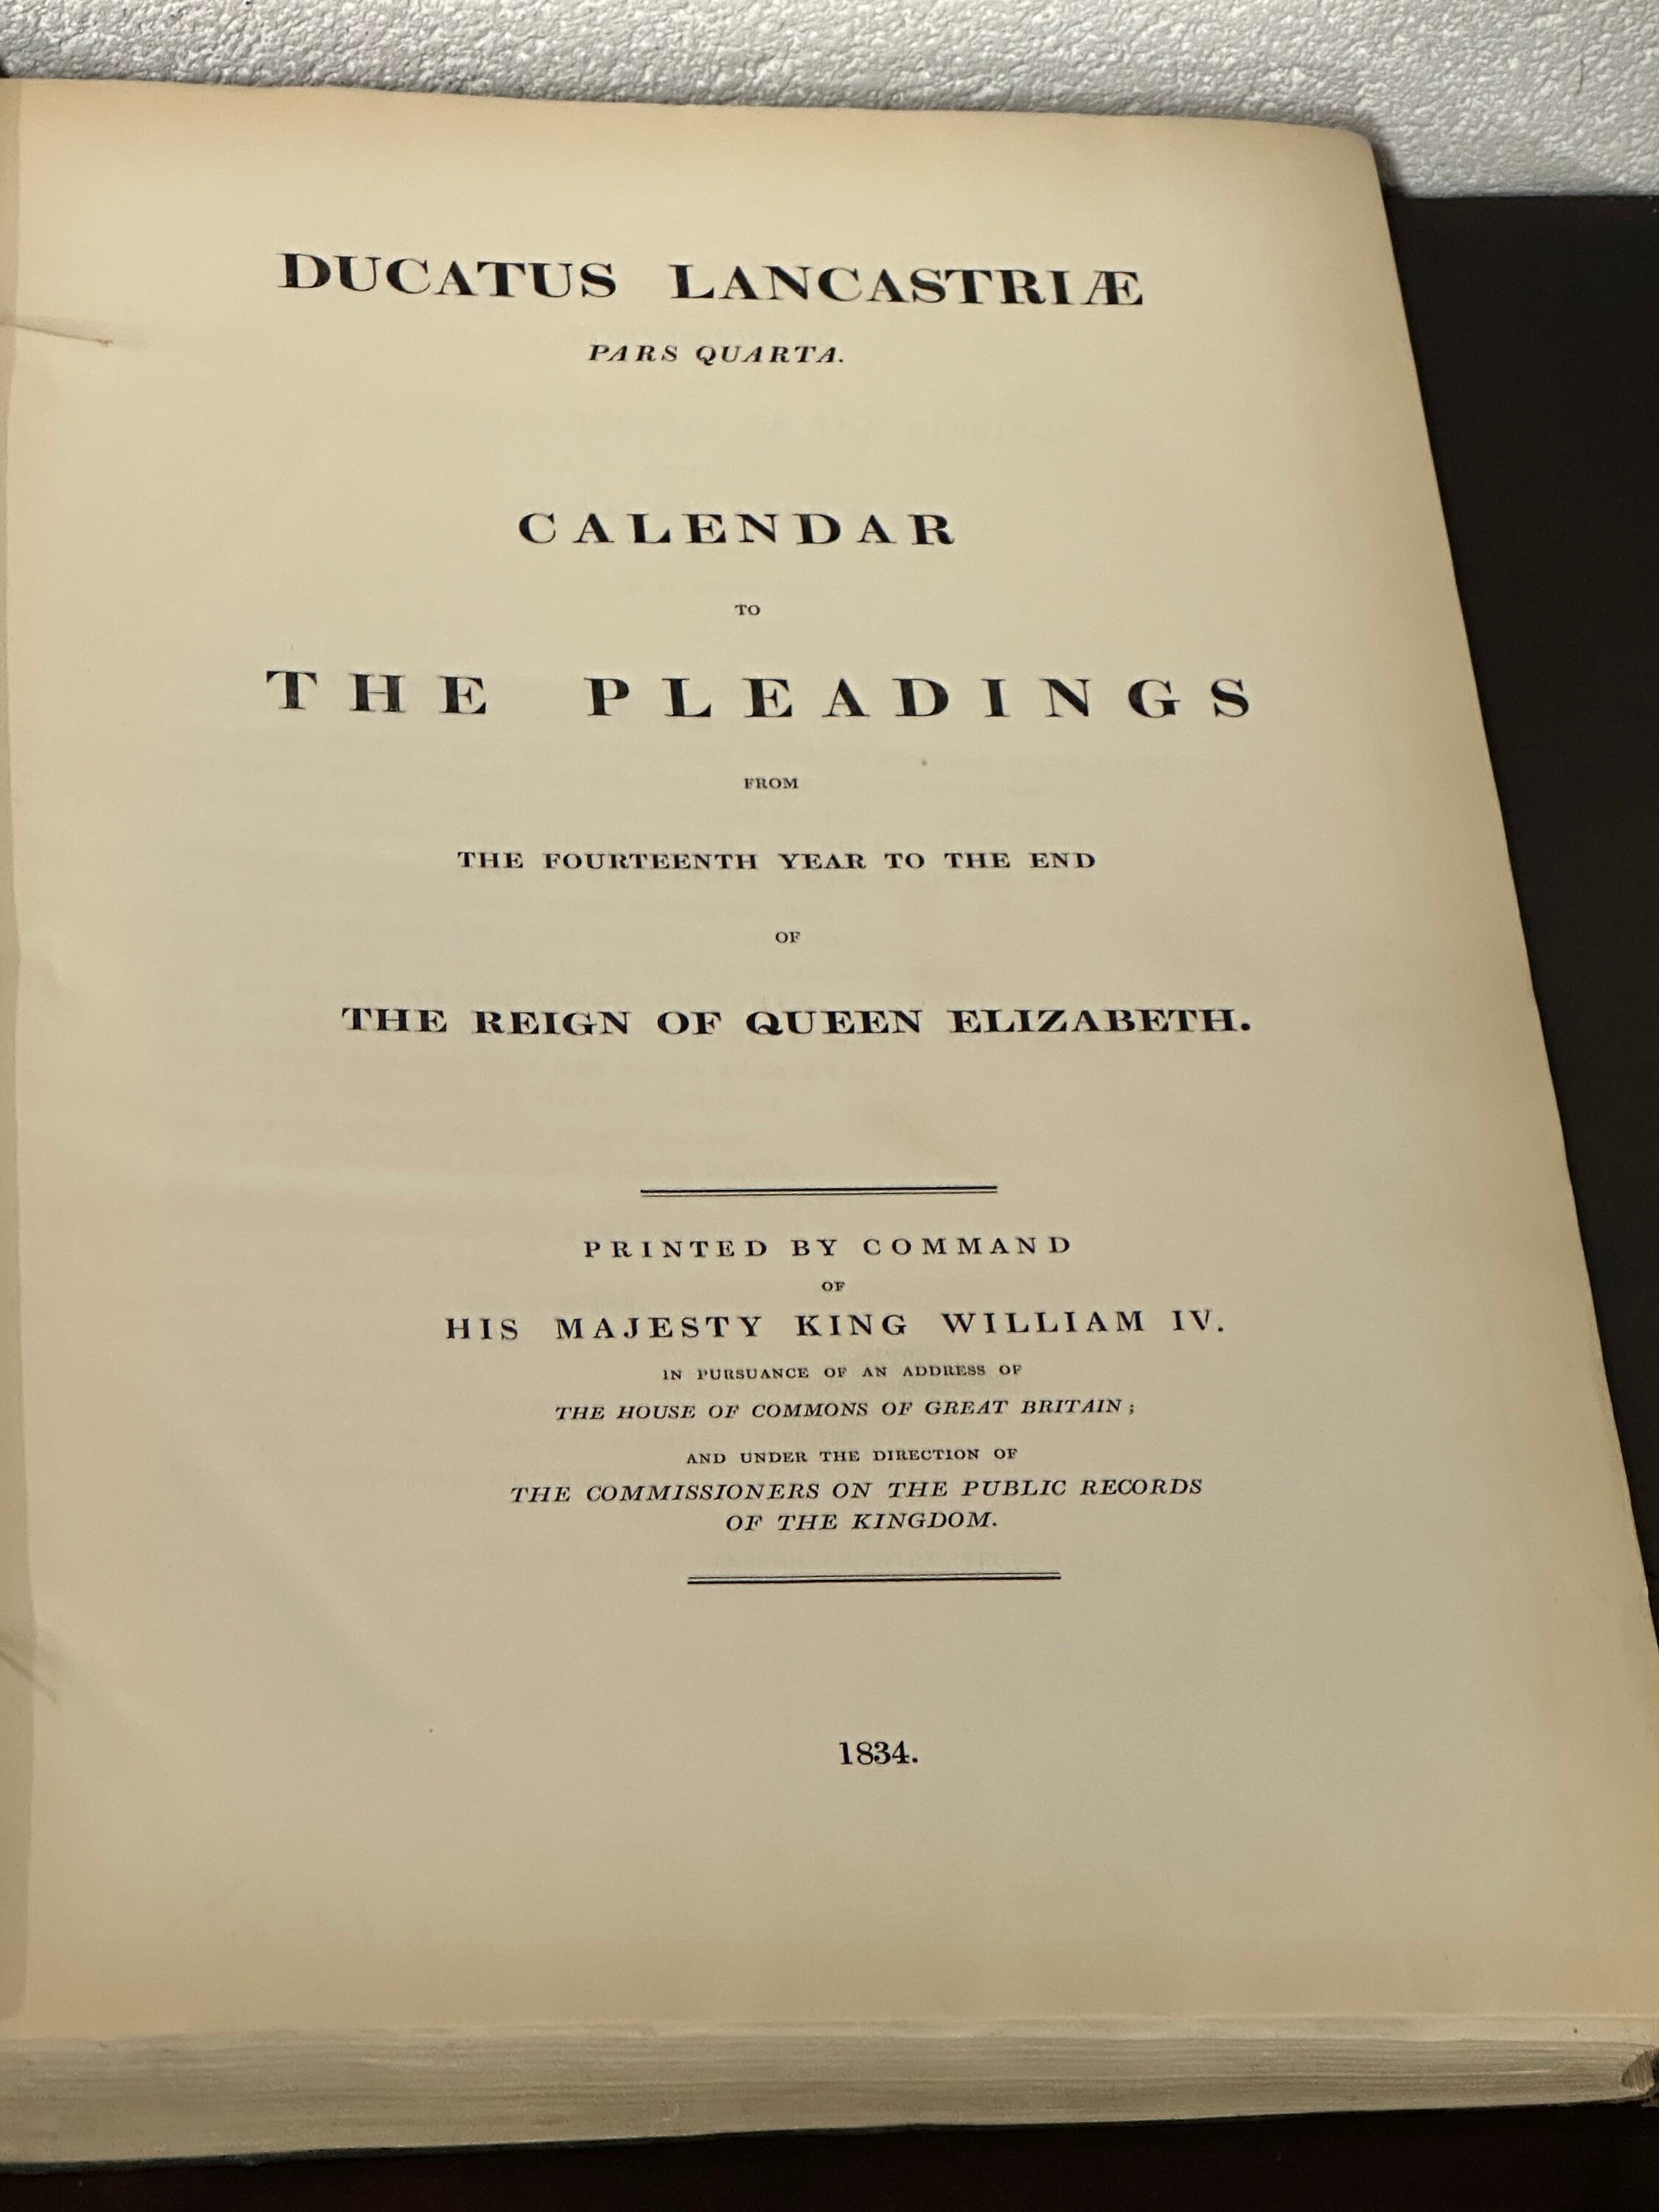 DUCATUS LANCASTRIÆ
PARS QUARTA.
CALENDAR
TO
THE PLEADINGS
FROM
THE FOURTEENTH YEAR TO THE END
OF
THE REIGN OF QUEEN ELIZABETH.
PRINTED BY COMMAND
OF
HIS MAJESTY KING WILLIAM IV.
IN PURSUANCE OF AN ADDRESS OF
THE HOUSE OF COMMONS OF GREAT BRITAIN;
AND UNDER THE DIRECTION OF
THE COMMISSIONERS ON THE PUBLIC RECORDS
OF THE KINGDOM.
1834.